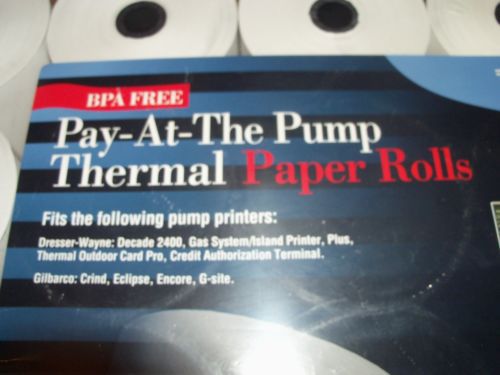 BPA FREE
Pay-At-The Pump
Thermal Paper Rolls
Fits the following pump printers:
Dresser-Wayne: Decade 2400, Gas System/Island Printer, Plus,
Thermal Outdoor Card Pro, Credit Authorization Terminal.
Gilbarco: Crind, Eclipse, Encore, G-site.